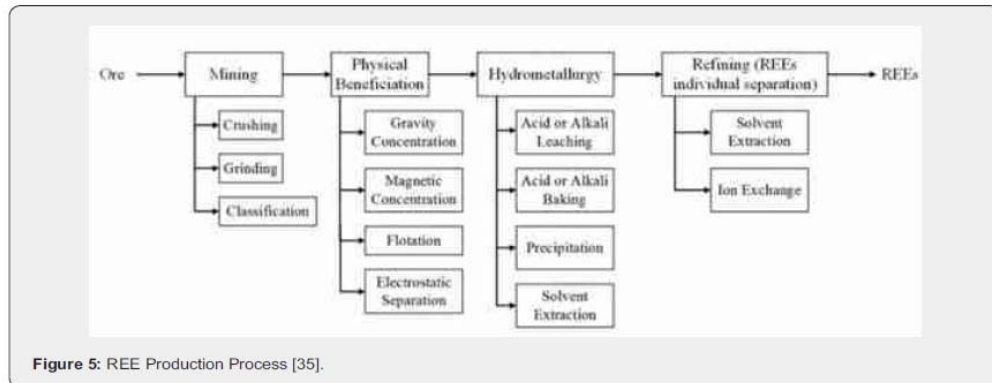 Ore
Mining
Physical
Beneficiation
Hydrometallurgy
Refining (REEs
individual separation)
REEs
Crushing
Grinding
Classification
Gravity
Concentration
Magnetic
Concentration
Flotation
Electrostatic
Separation
Acid or Alkali
Leaching
Acid or Alkali
Baking
Precipitation
Solvent
Extraction
Solvent
Extraction
Ion Exchange
Figure 5: REE Production Process [35].